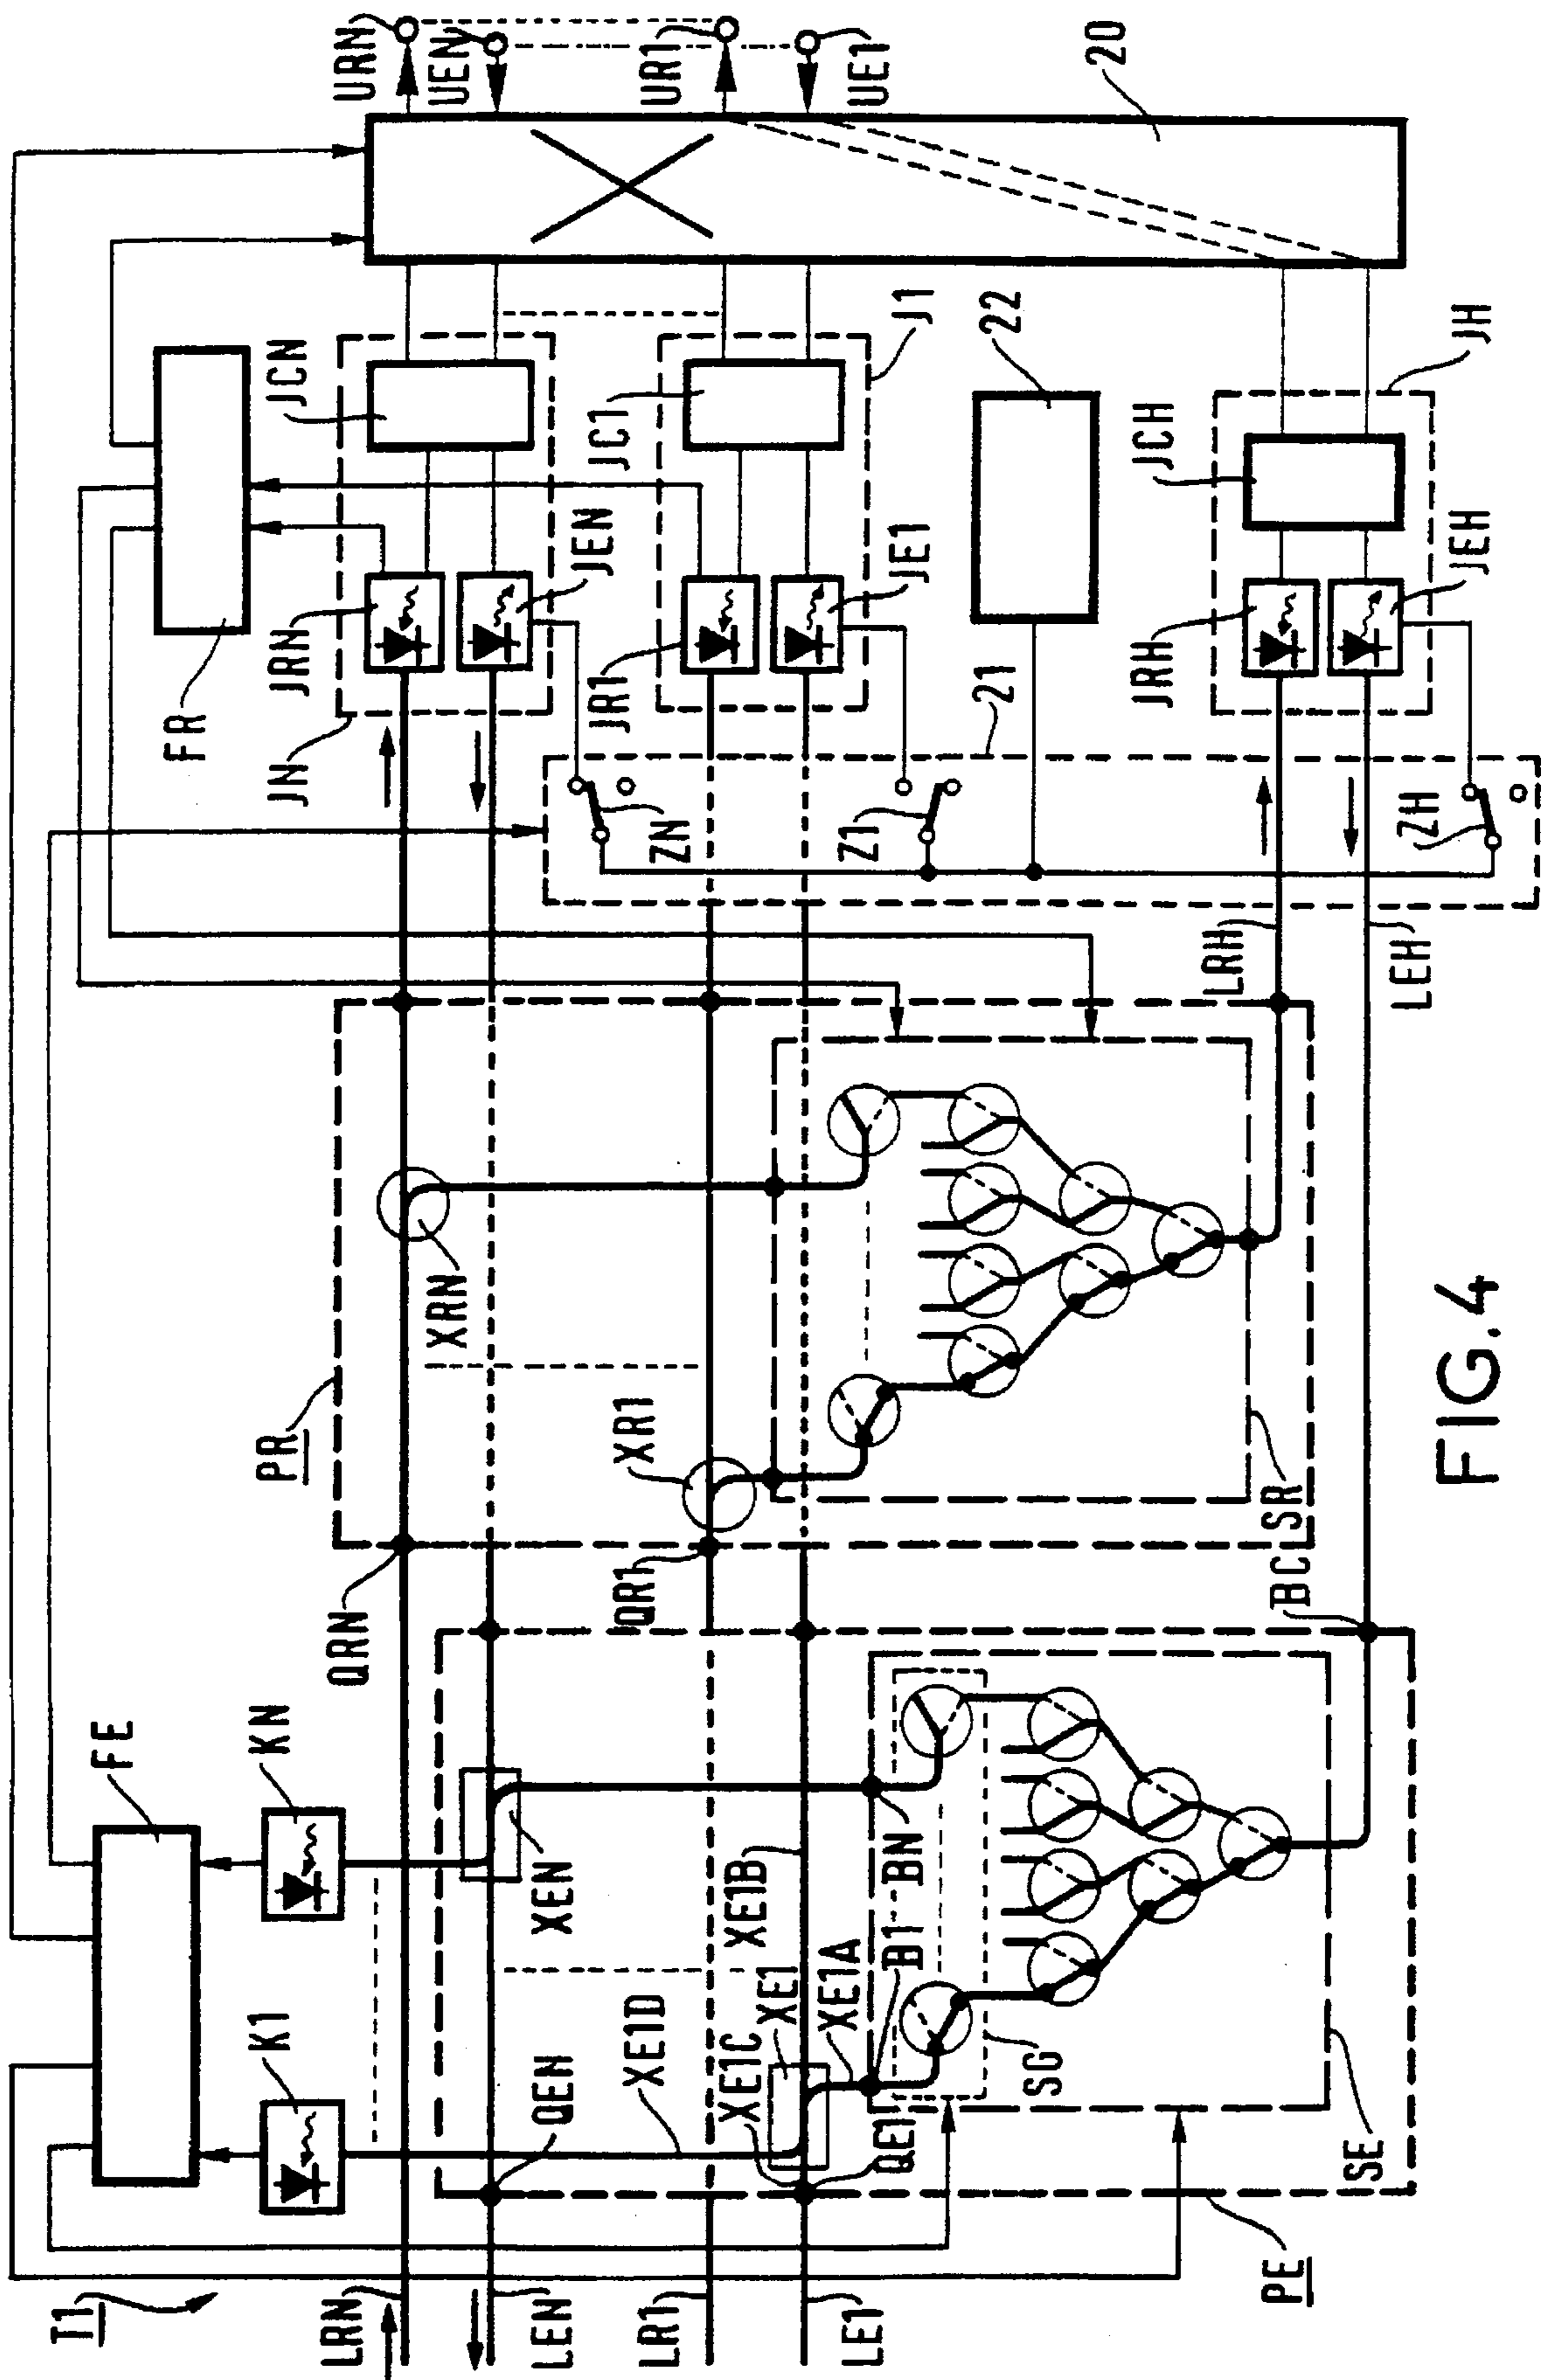 T1
LRN
LEN
LR1
LE1
FE
K1
KN
QEN
XE1D
XEN
XE1C
XE1
XE1A
XE1B
QE1
B1
BN
SG
SE
PE
QRN
QR1
BC
PR
XRN
XR1
SR
LRH
LEH
FR
JN
JRN
JEN
JCN
JR1
JE1
JC1
J1
ZN
Z1
ZH
21
22
JRH
JEH
JCH
JH
URN
UEN
UR1
UE1
20
FIG.4